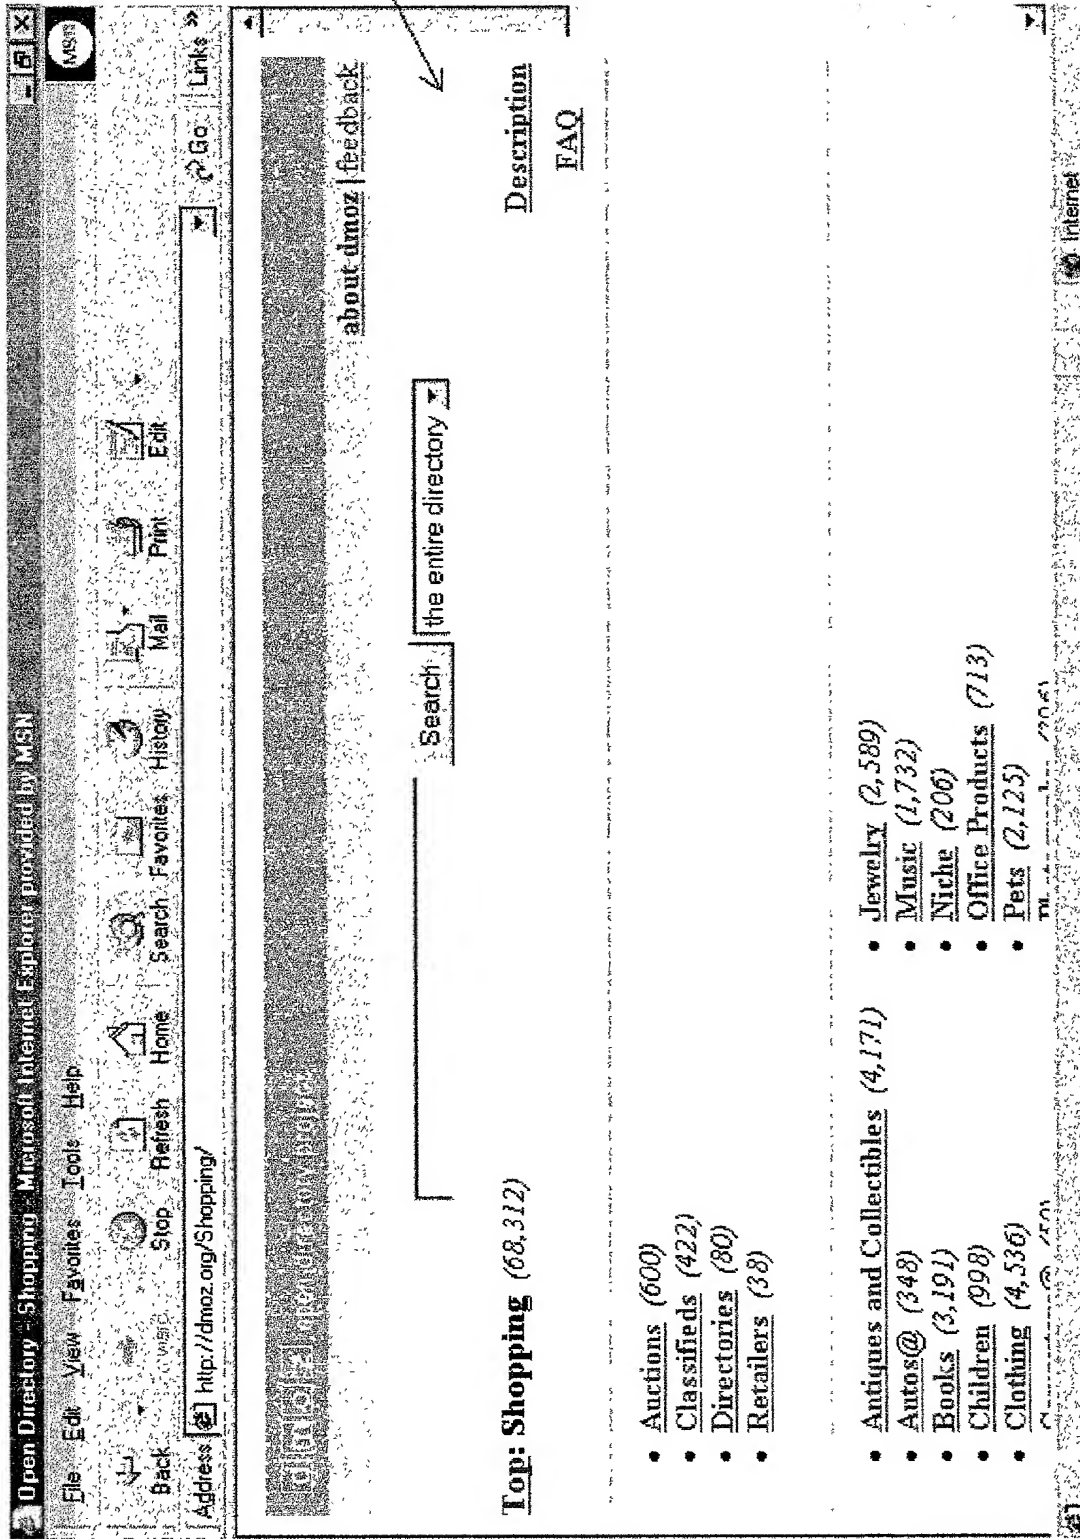 Open Directory - Shopping - Microsoft Internet Explorer provided by MSN
File Edit View Favorites Tools Help
msn
Back Stop Refresh Home Search Favorites History Mail Print Edit
Address http://dmoz.org/Shopping/ Go Links »
about dmoz | feedback
Search the entire directory
Top: Shopping (68,312)
Description
FAQ
• Auctions (600)
• Classifieds (422)
• Directories (80)
• Retailers (38)
• Antiques and Collectibles (4,171)
• Autos@ (348)
• Books (3,191)
• Children (998)
• Clothing (4,536)
• Jewelry (2,589)
• Music (1,732)
• Niche (206)
• Office Products (713)
• Pets (2,125)
Internet